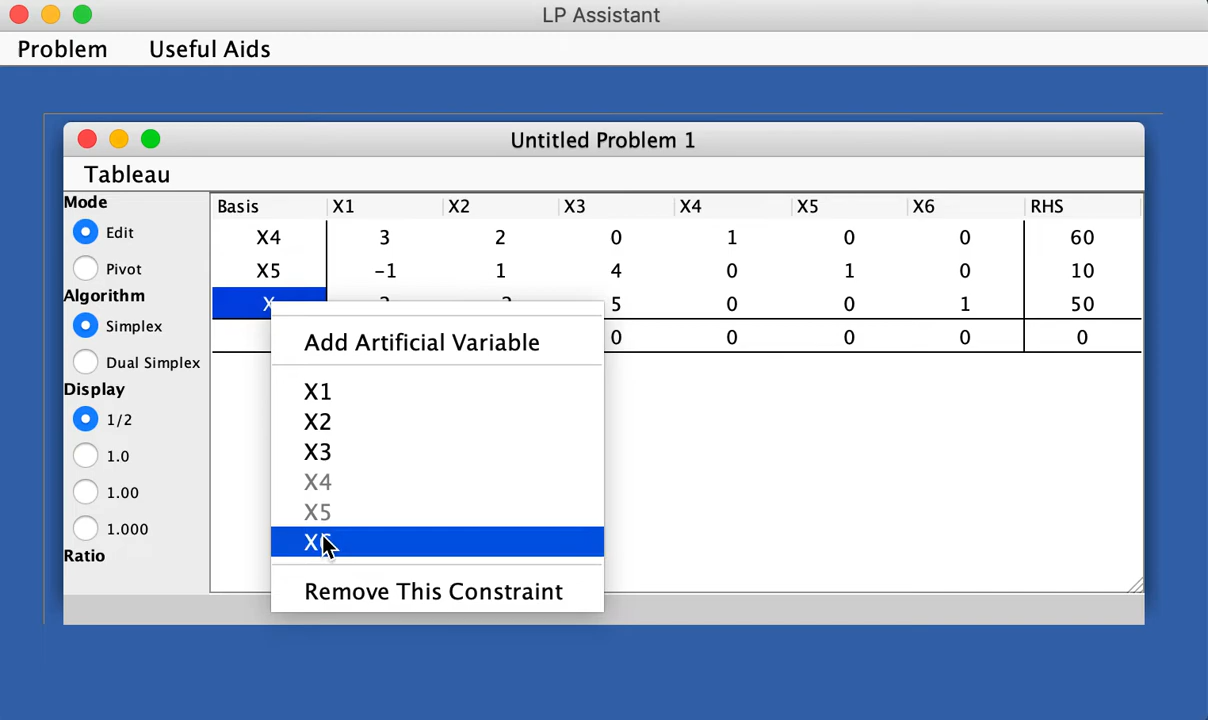 LP Assistant
Problem Useful Aids
Untitled Problem 1
Tableau
Mode
Edit
Pivot
Algorithm
Simplex
Dual Simplex
Display
1/2
1.0
1.00
1.000
Ratio
Basis X1 X2 X3 X4 X5 X6 RHS
X4 3 2 0 1 0 0 60
X5 -1 1 4 0 1 0 10
5 0 0 1 50
0 0 0 0 0
Add Artificial Variable
X1
X2
X3
X4
X5
Remove This Constraint